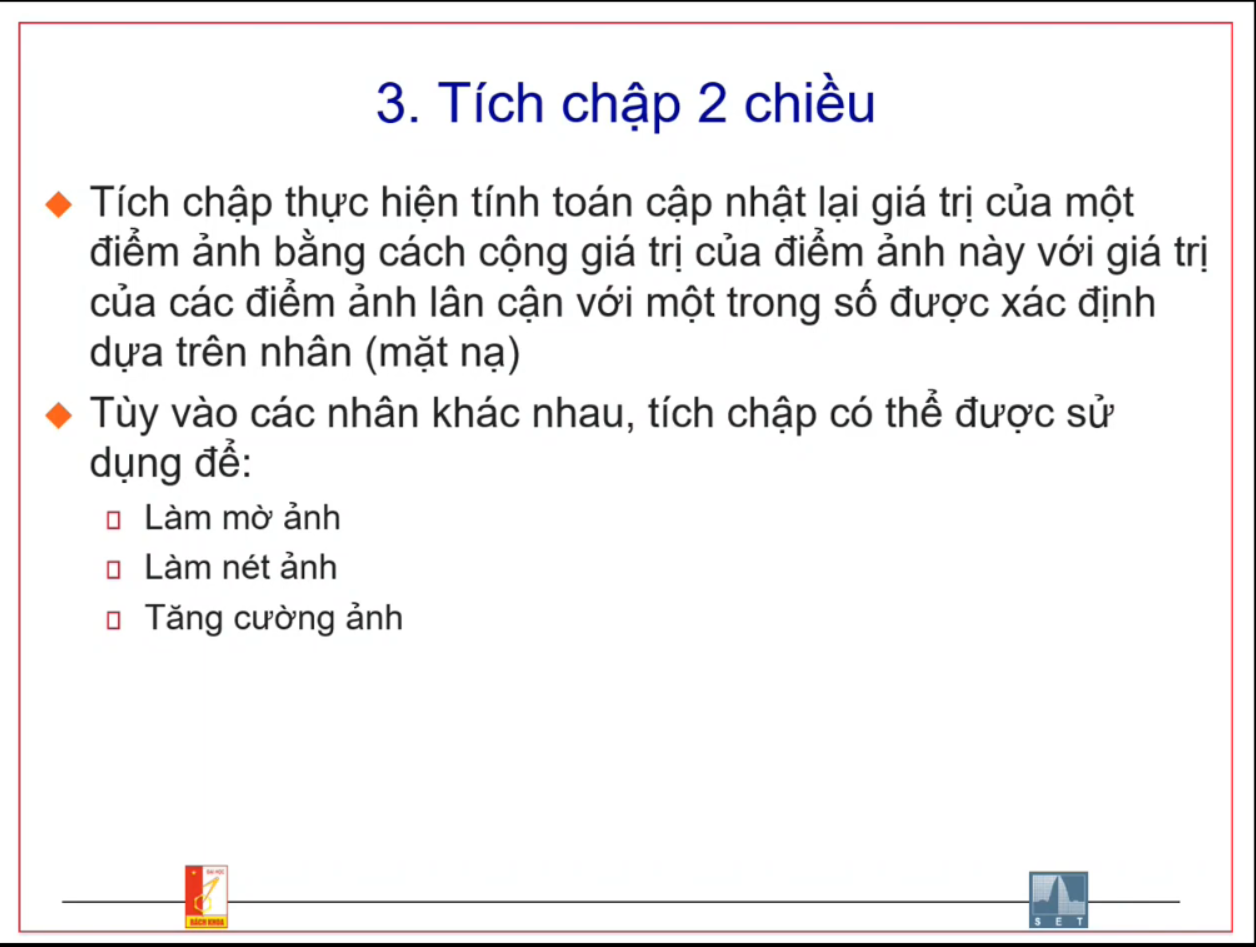 3. Tích chập 2 chiều
Tích chập thực hiện tính toán cập nhật lại giá trị của một
điểm ảnh bằng cách cộng giá trị của điểm ảnh này với giá trị
của các điểm ảnh lân cận với một trong số được xác định
dựa trên nhân (mặt nạ)
Tùy vào các nhân khác nhau, tích chập có thể được sử
dụng để:
Làm mờ ảnh
Làm nét ảnh
Tăng cường ảnh
ĐẠI HỌC
BÁCH KHOA
S E T